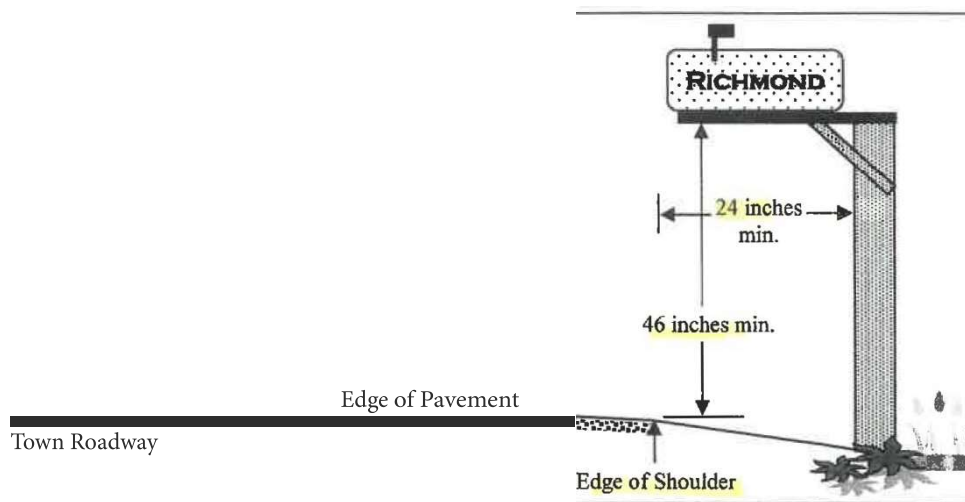 RICHMOND
24 inches
min.
46 inches min.
Edge of Pavement
Town Roadway
Edge of Shoulder